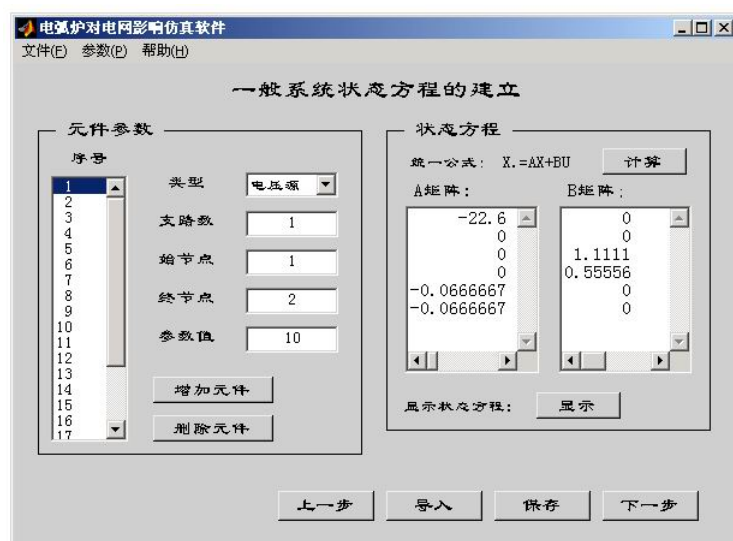 电弧炉对电网影响仿真软件
文件(F) 参数(P) 帮助(H)
一般系统状态方程的建立
元件参数
序号
1
2
3
4
5
6
7
8
9
10
11
12
13
14
15
16
17
类型 电压源
支路数 1
始节点 1
终节点 2
参数值 10
增加元件
删除元件
状态方程
统一公式: X.=AX+BU 计算
A矩阵: B矩阵:
-22.6 0
0 0
0 1.1111
0 0.55556
-0.0666667 0
-0.0666667 0
显示状态方程: 显示
上一步 导入 保存 下一步